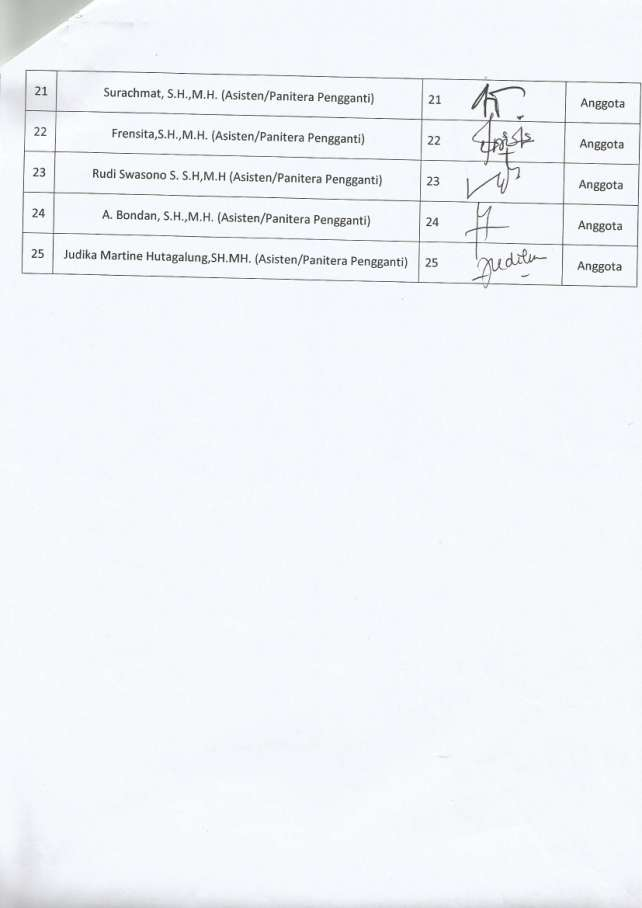 21 Surachmat, S.H.,M.H. (Asisten/Panitera Pengganti) 21 Anggota
22 Frensita,S.H.,M.H. (Asisten/Panitera Pengganti) 22 Anggota
23 Rudi Swasono S. S.H,M.H (Asisten/Panitera Pengganti) 23 Anggota
24 A. Bondan, S.H.,M.H. (Asisten/Panitera Pengganti) 24 Anggota
25 Judika Martine Hutagalung,SH.MH. (Asisten/Panitera Pengganti) 25 Anggota